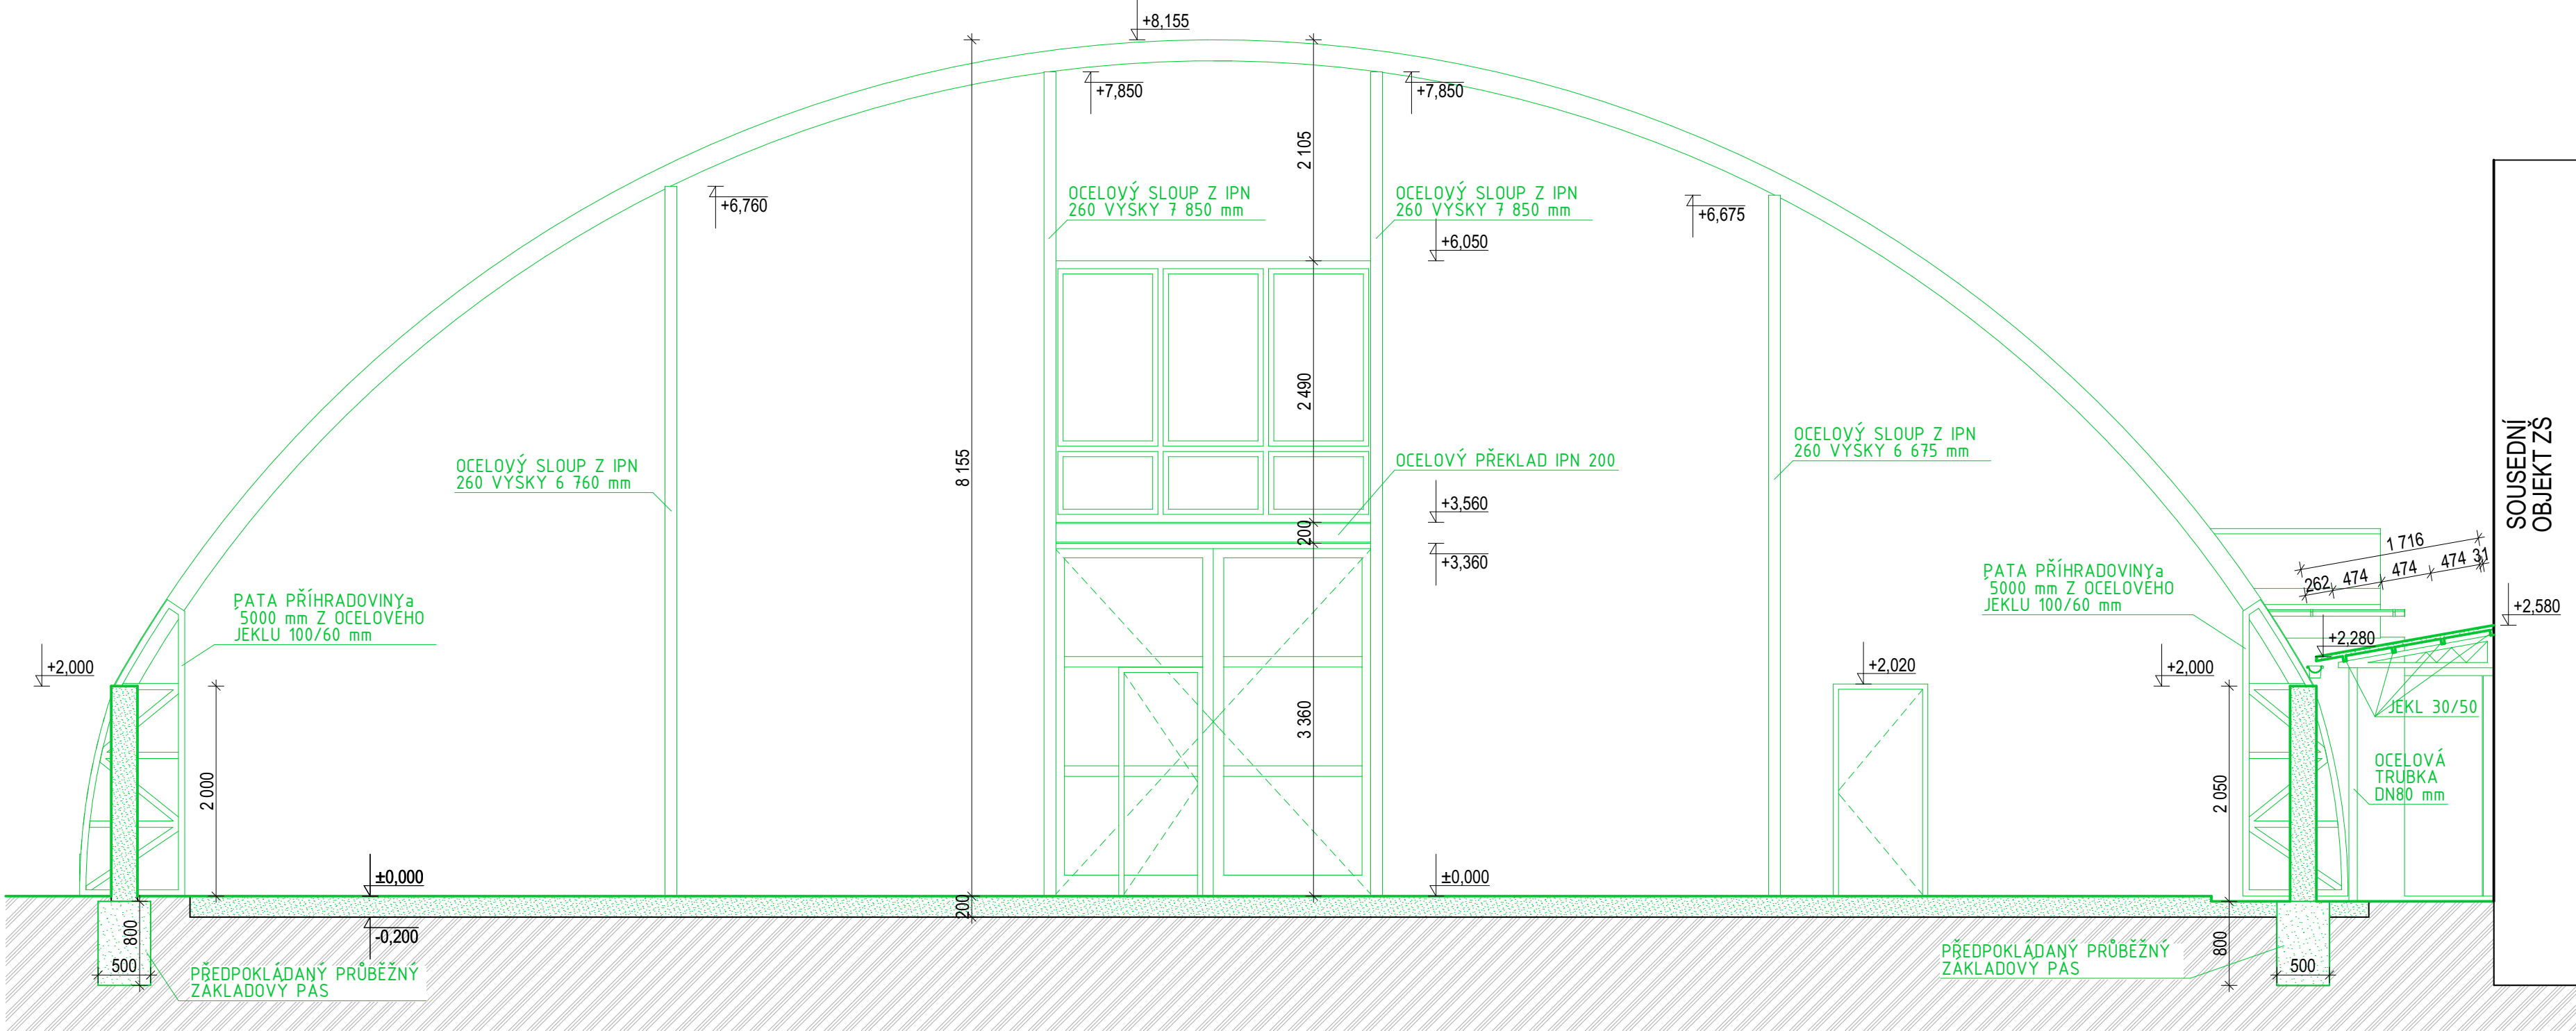 +8,155
+7,850
+7,850
2 105
OCELOVÝ SLOUP Z IPN
260 VÝŠKY 7 850 mm
OCELOVÝ SLOUP Z IPN
260 VÝŠKY 7 850 mm
+6,760
+6,675
+6,050
2 490
8 155
OCELOVÝ SLOUP Z IPN
260 VÝŠKY 6 760 mm
OCELOVÝ PŘEKLAD IPN 200
OCELOVÝ SLOUP Z IPN
260 VÝŠKY 6 675 mm
SOUSEDNÍ
OBJEKT ZŠ
+3,560
200
+3,360
1 716
262
474
474
474
31
PATA PŘÍHRADOVINYa
5000 mm Z OCELOVÉHO
JEKLU 100/60 mm
PATA PŘÍHRADOVINYa
5000 mm Z OCELOVÉHO
JEKLU 100/60 mm
+2,580
+2,280
+2,000
+2,020
+2,000
JEKL 30/50
3 360
2 000
2 050
OCELOVÁ
TRUBKA
DN80 mm
±0,000
±0,000
200
-0,200
800
500
PŘEDPOKLÁDANÝ PRŮBĚŽNÝ
ZÁKLADOVÝ PÁS
PŘEDPOKLÁDANÝ PRŮBĚŽNÝ
ZÁKLADOVÝ PÁS
800
500